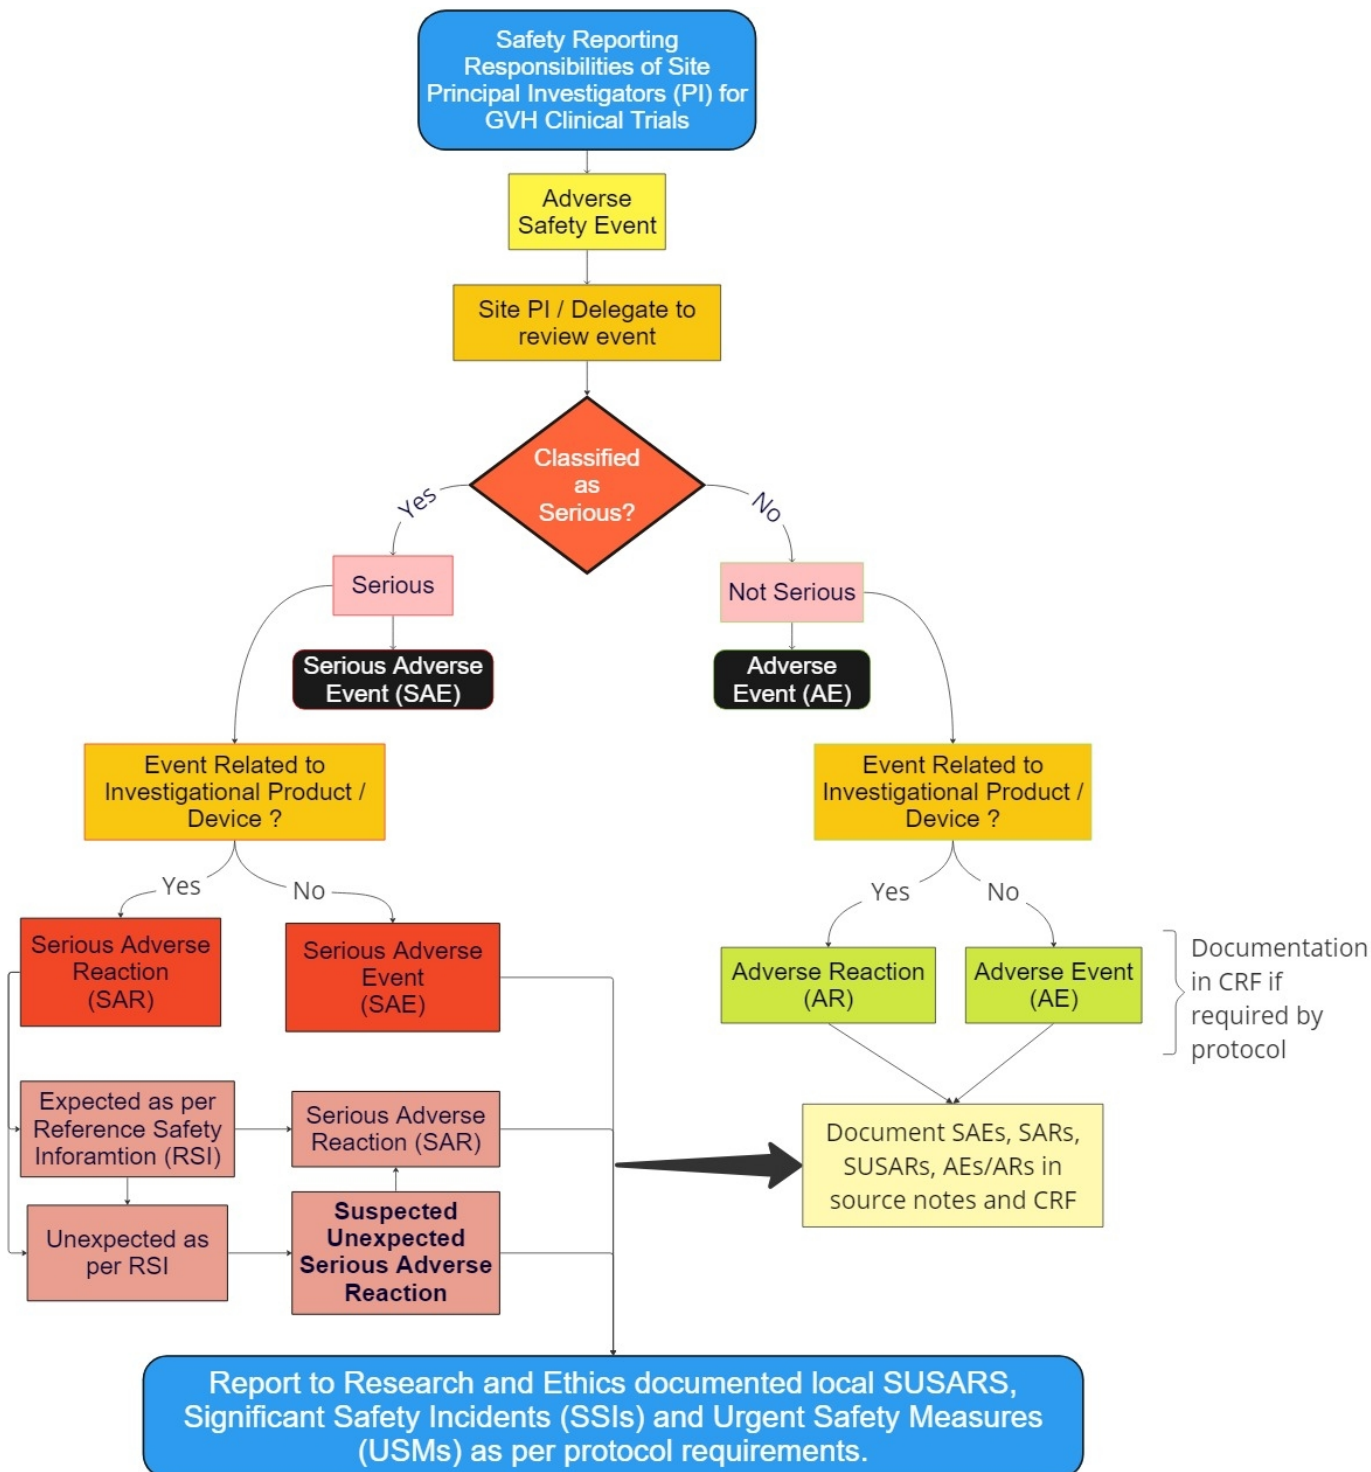 Safety Reporting
Responsibilities of Site
Principal Investigators (PI) for
GVH Clinical Trials
Adverse
Safety Event
Site PI / Delegate to
review event
Classified
as
Serious?
Yes
No
Serious
Not Serious
Serious Adverse
Event (SAE)
Adverse
Event (AE)
Event Related to
Investigational Product /
Device ?
Event Related to
Investigational Product /
Device ?
Yes
No
Yes
No
Serious Adverse
Reaction
(SAR)
Serious Adverse
Event
(SAE)
Adverse Reaction
(AR)
Adverse Event
(AE)
Documentation
in CRF if
required by
protocol
Expected as per
Reference Safety
Inforamtion (RSI)
Serious Adverse
Reaction (SAR)
Document SAEs, SARs,
SUSARs, AEs/ARs in
source notes and CRF
Unexpected as
per RSI
Suspected
Unexpected
Serious Adverse
Reaction
Report to Research and Ethics documented local SUSARS,
Significant Safety Incidents (SSIs) and Urgent Safety Measures
(USMs) as per protocol requirements.